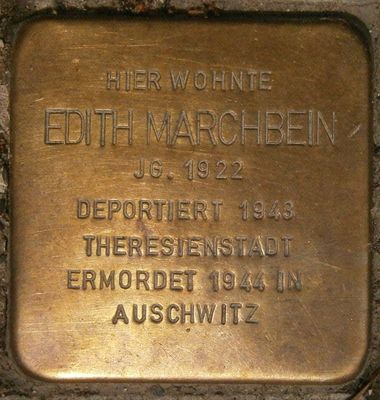 HIER WOHNTE
EDITH MARCHBEIN
JG. 1922
DEPORTIERT 1943
THERESIENSTADT
ERMORDET 1944 IN
AUSCHWITZ